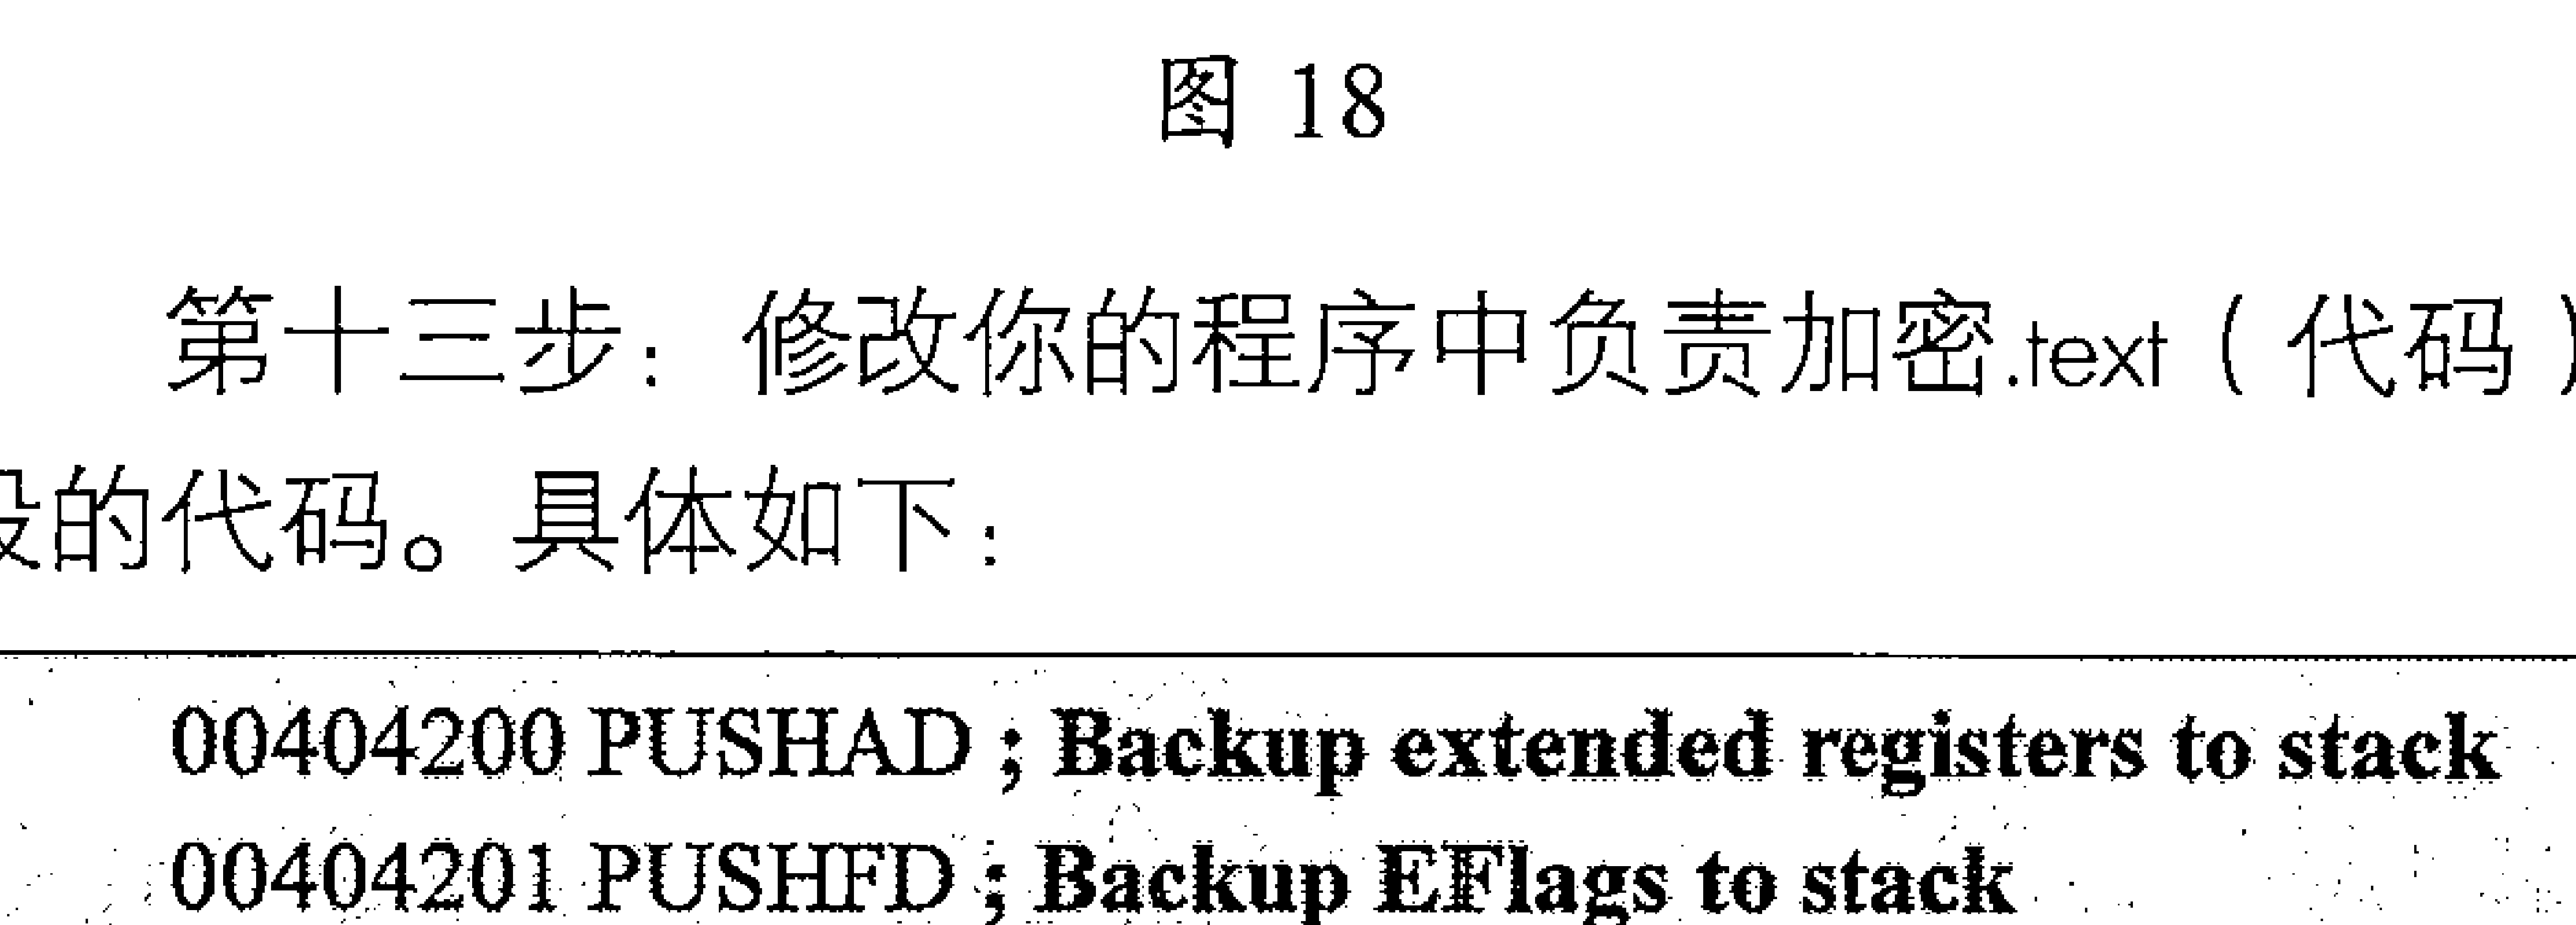 图 18
第十三步：修改你的程序中负责加密.text（代码）
段的代码。具体如下：
00404200 PUSHAD ; Backup extended registers to stack
00404201 PUSHFD ; Backup EFlags to stack